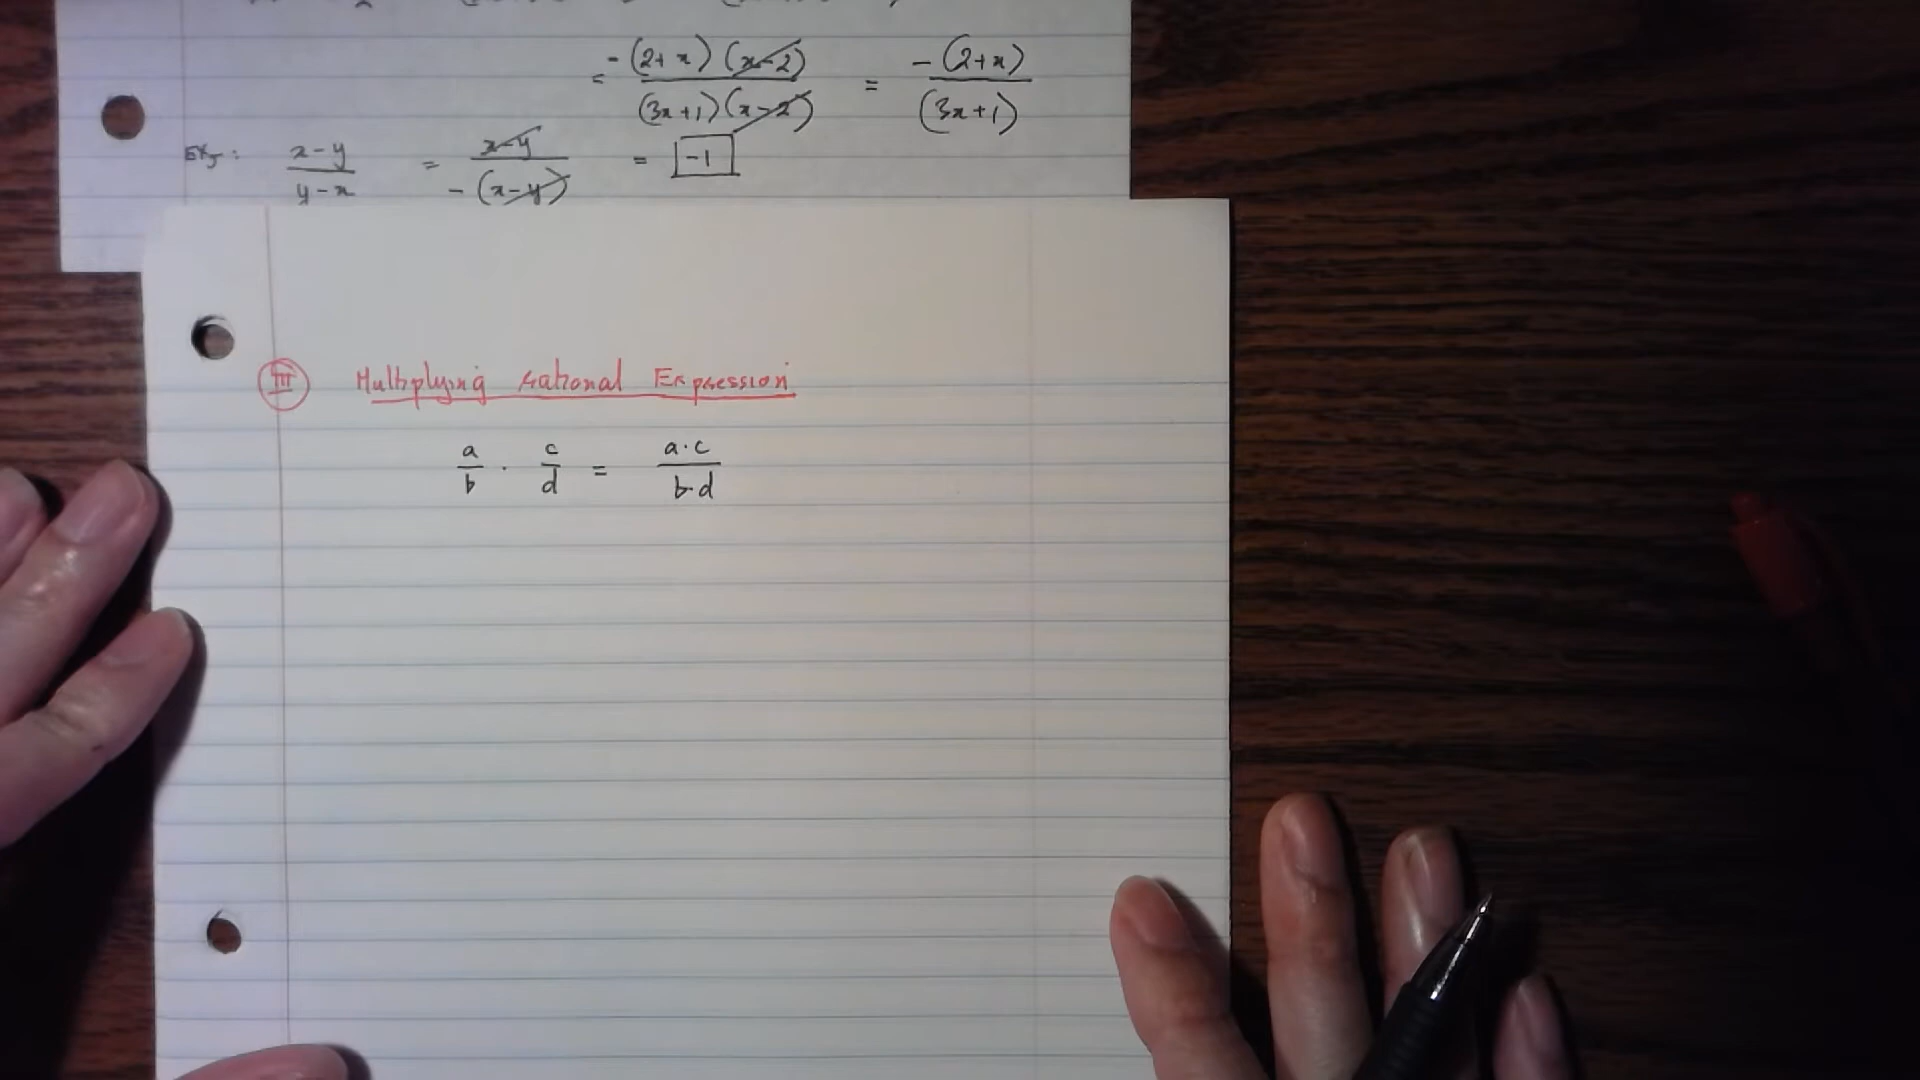 = -(2+x)(x-2) / (3x+1)(x-2) = -(2+x) / (3x+1)
Ex: x-y / y-x = x-y / -(x-y) = -1
III Multiplying rational Expression
a/b · c/d = a·c / b·d